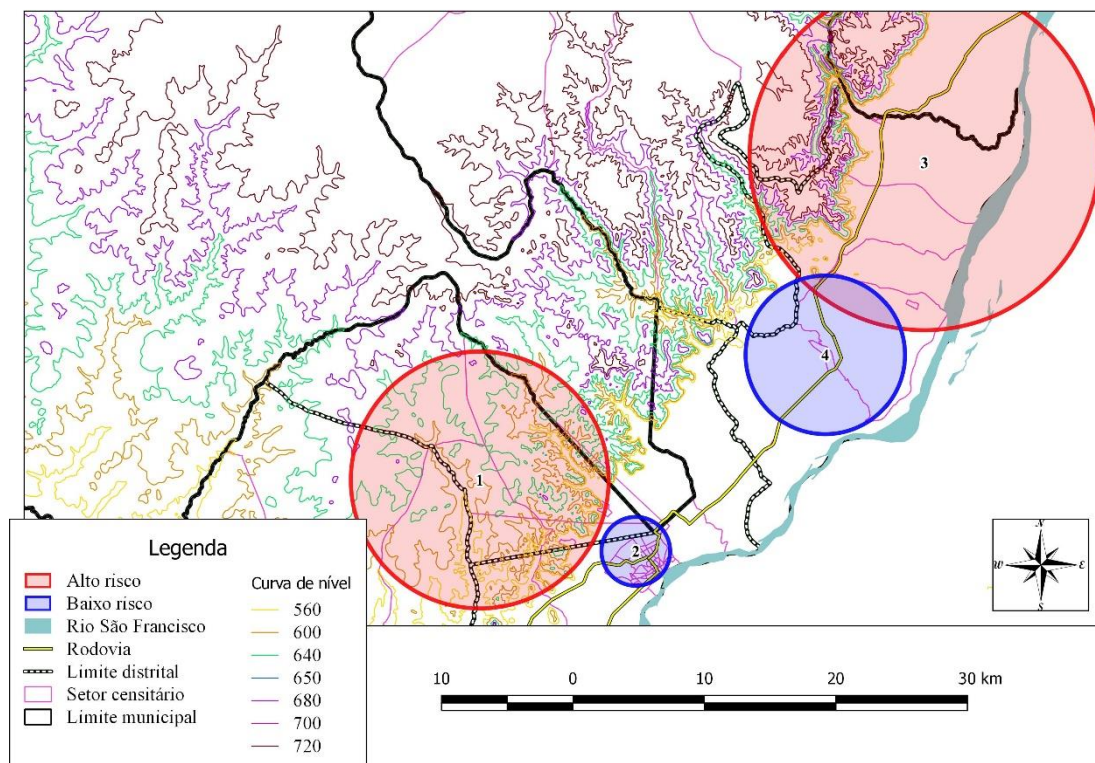 3
4
1
2
N
W
E
S
Legenda
Alto risco
Baixo risco
Rio São Francisco
Rodovia
Limite distrital
Setor censitário
Limite municipal
Curva de nível
560
600
640
650
680
700
720
10 0 10 20 30 km